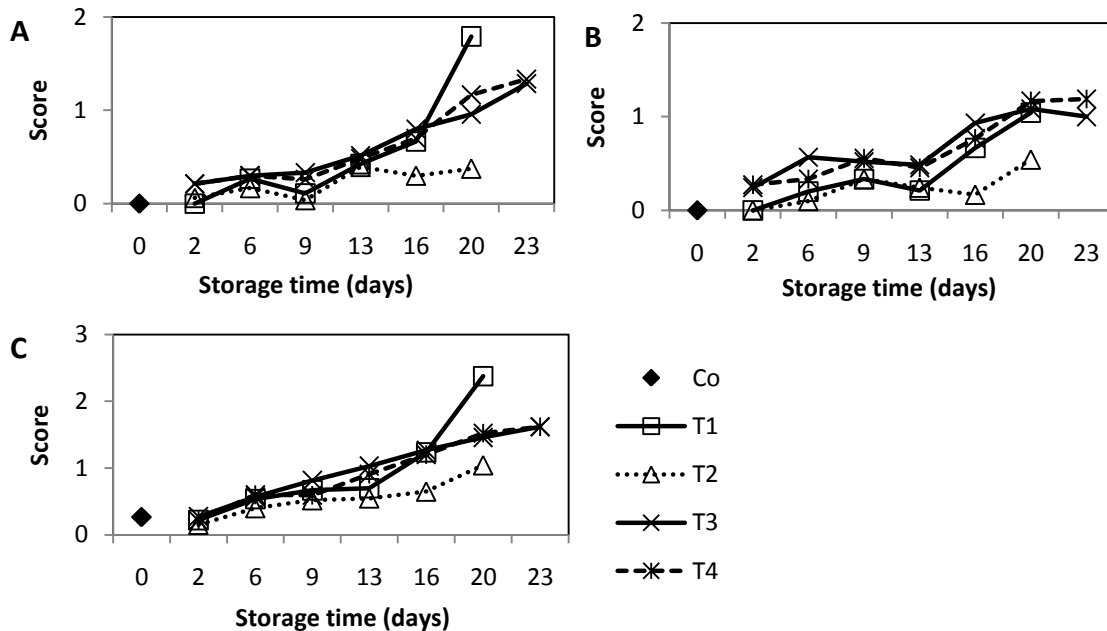 A
Score
2
1
0
0 2 6 9 13 16 20 23
Storage time (days)
B
Score
2
1
0
0 2 6 9 13 16 20 23
Storage time (days)
C
Score
3
2
1
0
0 2 6 9 13 16 20 23
Storage time (days)
Co
T1
T2
T3
T4